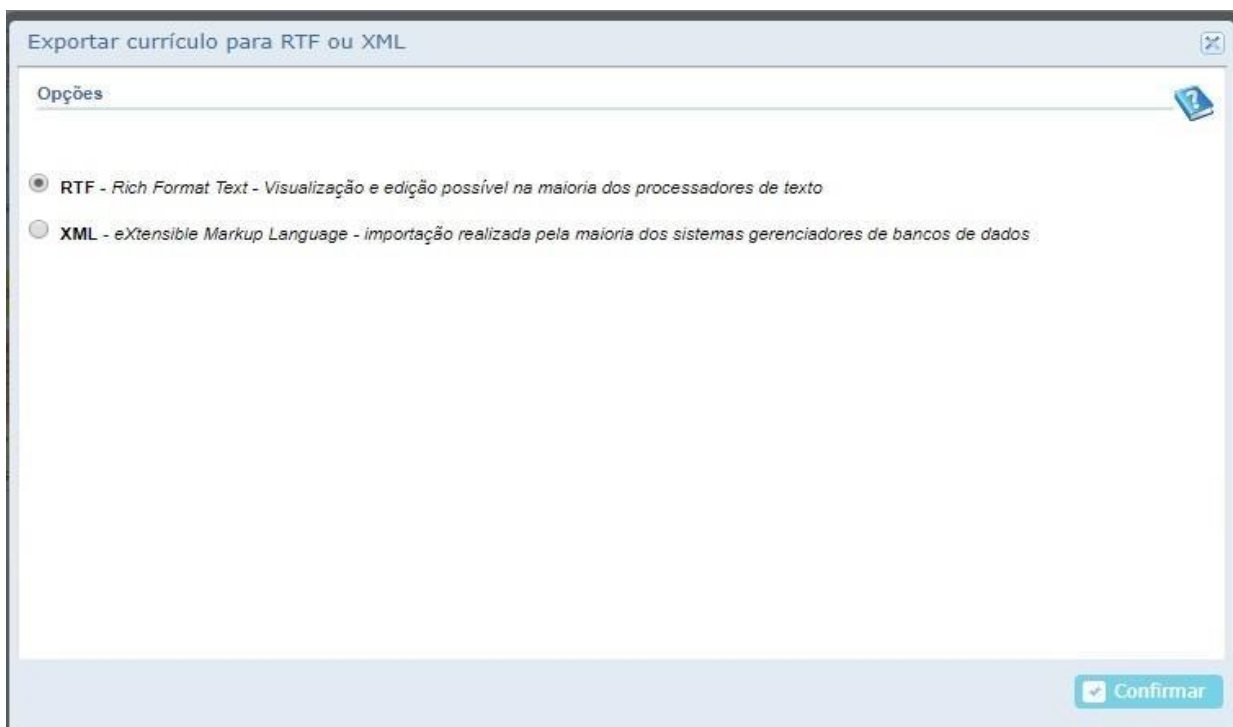 Exportar currículo para RTF ou XML
Opções
RTF - Rich Format Text - Visualização e edição possível na maioria dos processadores de texto
XML - eXtensible Markup Language - importação realizada pela maioria dos sistemas gerenciadores de bancos de dados
Confirmar